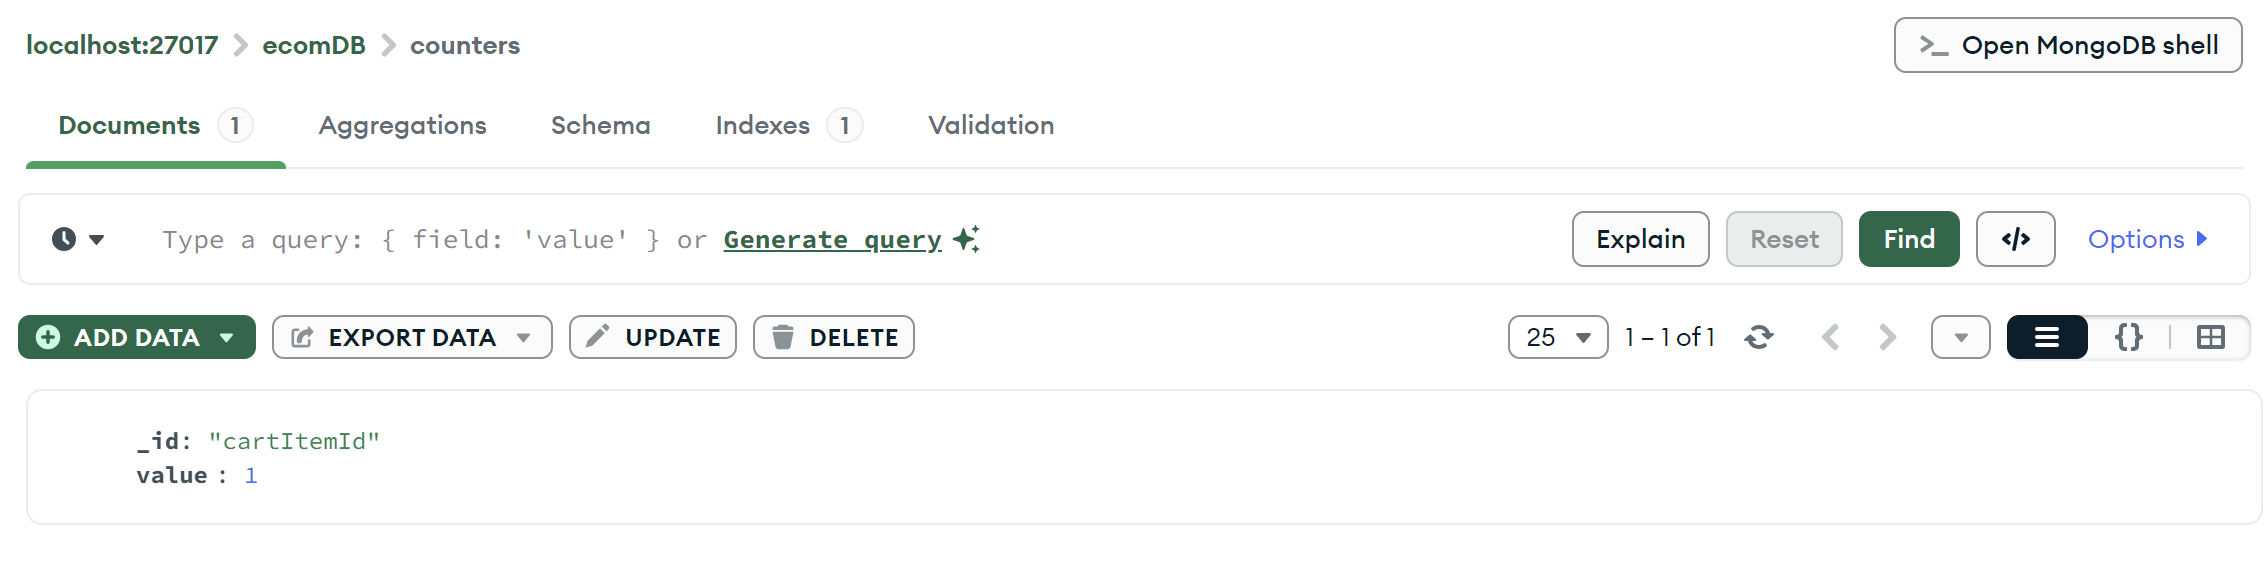 localhost:27017 ecomDB counters
>_ Open MongoDB shell
Documents 1 Aggregations Schema Indexes 1 Validation
Type a query: { field: 'value' } or Generate query
Explain Reset Find </> Options
ADD DATA EXPORT DATA UPDATE DELETE 25 1 – 1 of 1 {}
_id: "cartItemId"
value : 1